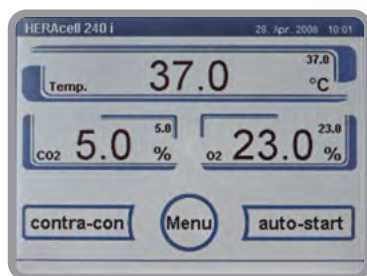 HERAcell 240 i 28. Apr. 2008 10:01
37.0
Temp. 37.0 °C
5.0 23.0
CO2 5.0 % O2 23.0 %
contra-con Menu auto-start